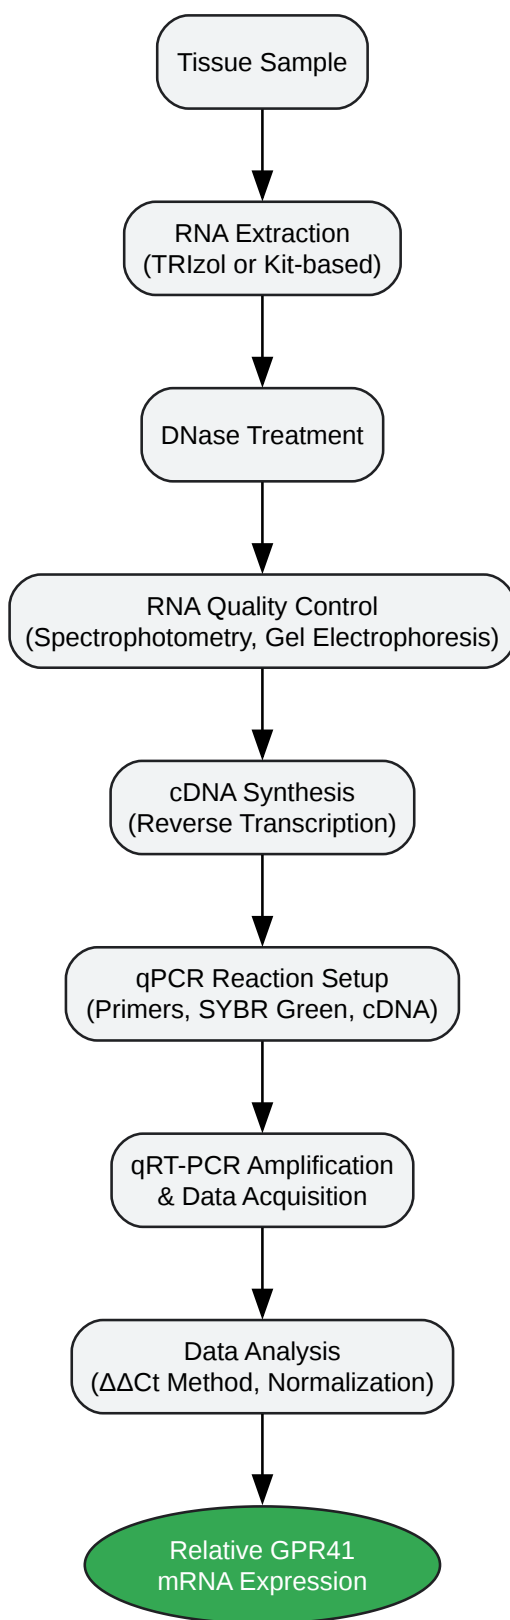 Tissue Sample
RNA Extraction
(TRIzol or Kit-based)
DNase Treatment
RNA Quality Control
(Spectrophotometry, Gel Electrophoresis)
cDNA Synthesis
(Reverse Transcription)
qPCR Reaction Setup
(Primers, SYBR Green, cDNA)
qRT-PCR Amplification
& Data Acquisition
Data Analysis
(ΔΔCt Method, Normalization)
Relative GPR41
mRNA Expression